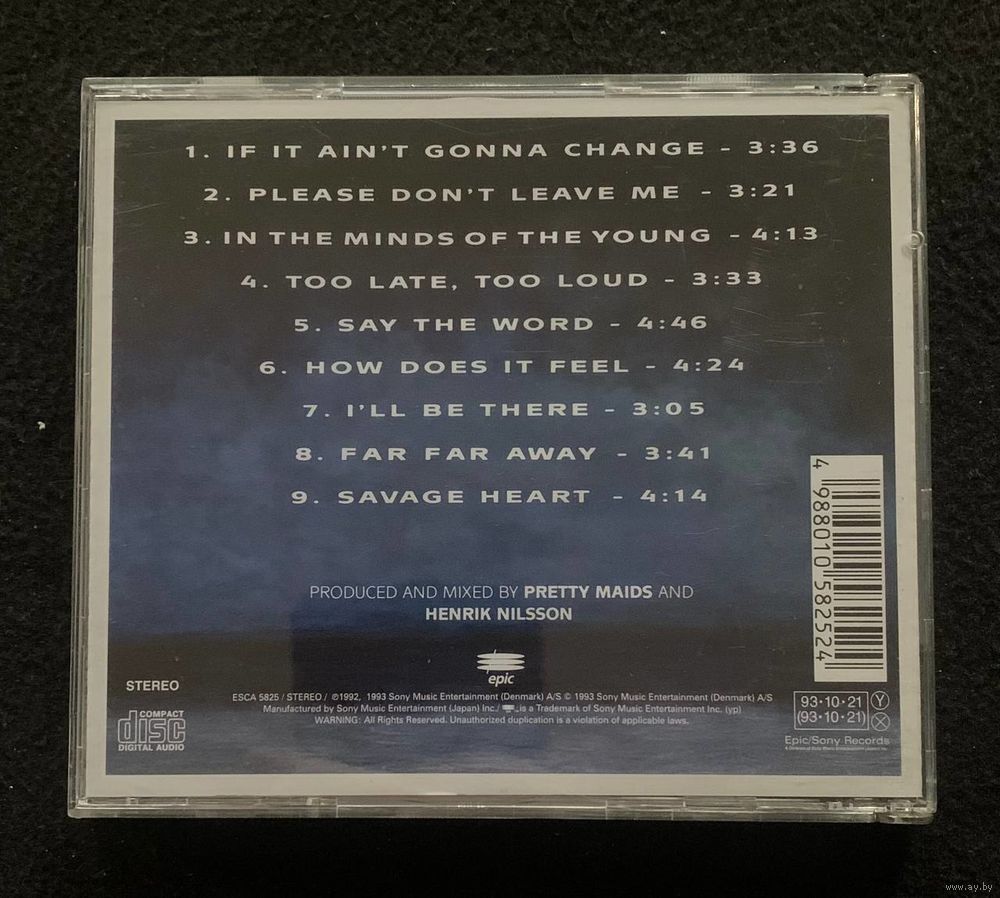 1. IF IT AIN'T GONNA CHANGE - 3:36
2. PLEASE DON'T LEAVE ME - 3:21
3. IN THE MINDS OF THE YOUNG - 4:13
4. TOO LATE, TOO LOUD - 3:33
5. SAY THE WORD - 4:46
6. HOW DOES IT FEEL - 4:24
7. I'LL BE THERE - 3:05
8. FAR FAR AWAY - 3:41
9. SAVAGE HEART - 4:14
PRODUCED AND MIXED BY PRETTY MAIDS AND
HENRIK NILSSON
epic
STEREO
COMPACT
disc
DIGITAL AUDIO
ESCA 5825 / STEREO / ℗1992, 1993 Sony Music Entertainment (Denmark) A/S © 1993 Sony Music Entertainment (Denmark) A/S
Manufactured by Sony Music Entertainment (Japan) Inc./ is a Trademark of Sony Music Entertainment Inc. (yp)
WARNING: All Rights Reserved. Unauthorized duplication is a violation of applicable laws.
4 988010 582524
93·10·21 Y
(93·10·21) X
Epic/Sony Records
www.ay.by